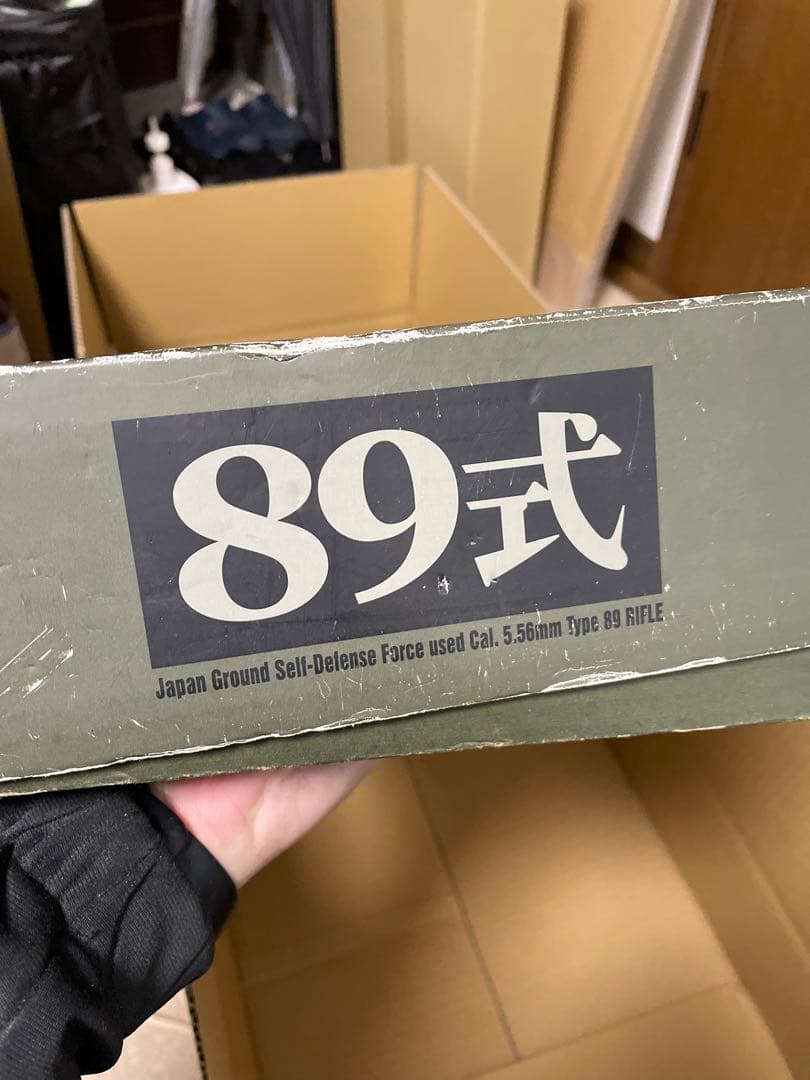 89式
Japan Ground Self-Defense Force used Cal. 5.56mm Type 89 RIFLE